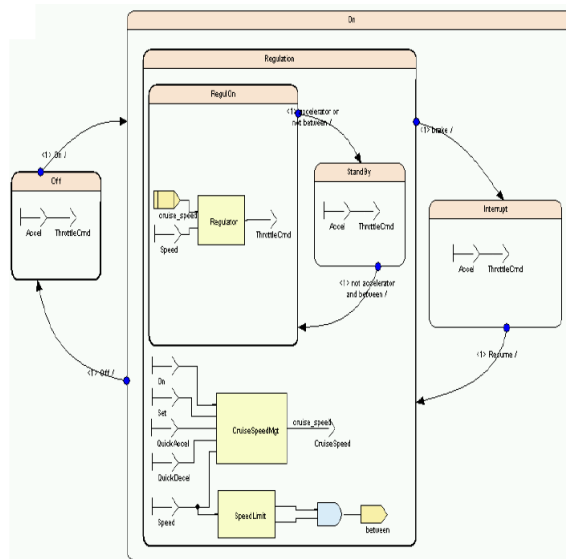 On
Regulation
RegulOn
<1> accelerator or
not between /
<1> On /
<1> brake /
Off
StandBy
Interrupt
cruise_speed
Regulator
Accel ThrottleCmd
Speed
ThrottleCmd
Accel ThrottleCmd
Accel ThrottleCmd
<1> not accelerator
and between /
<1> Off /
<1> Resume /
On
Set
QuickAccel
QuickDecel
CruiseSpeedMgt
cruise_speed
CruiseSpeed
Speed
SpeedLimit
between